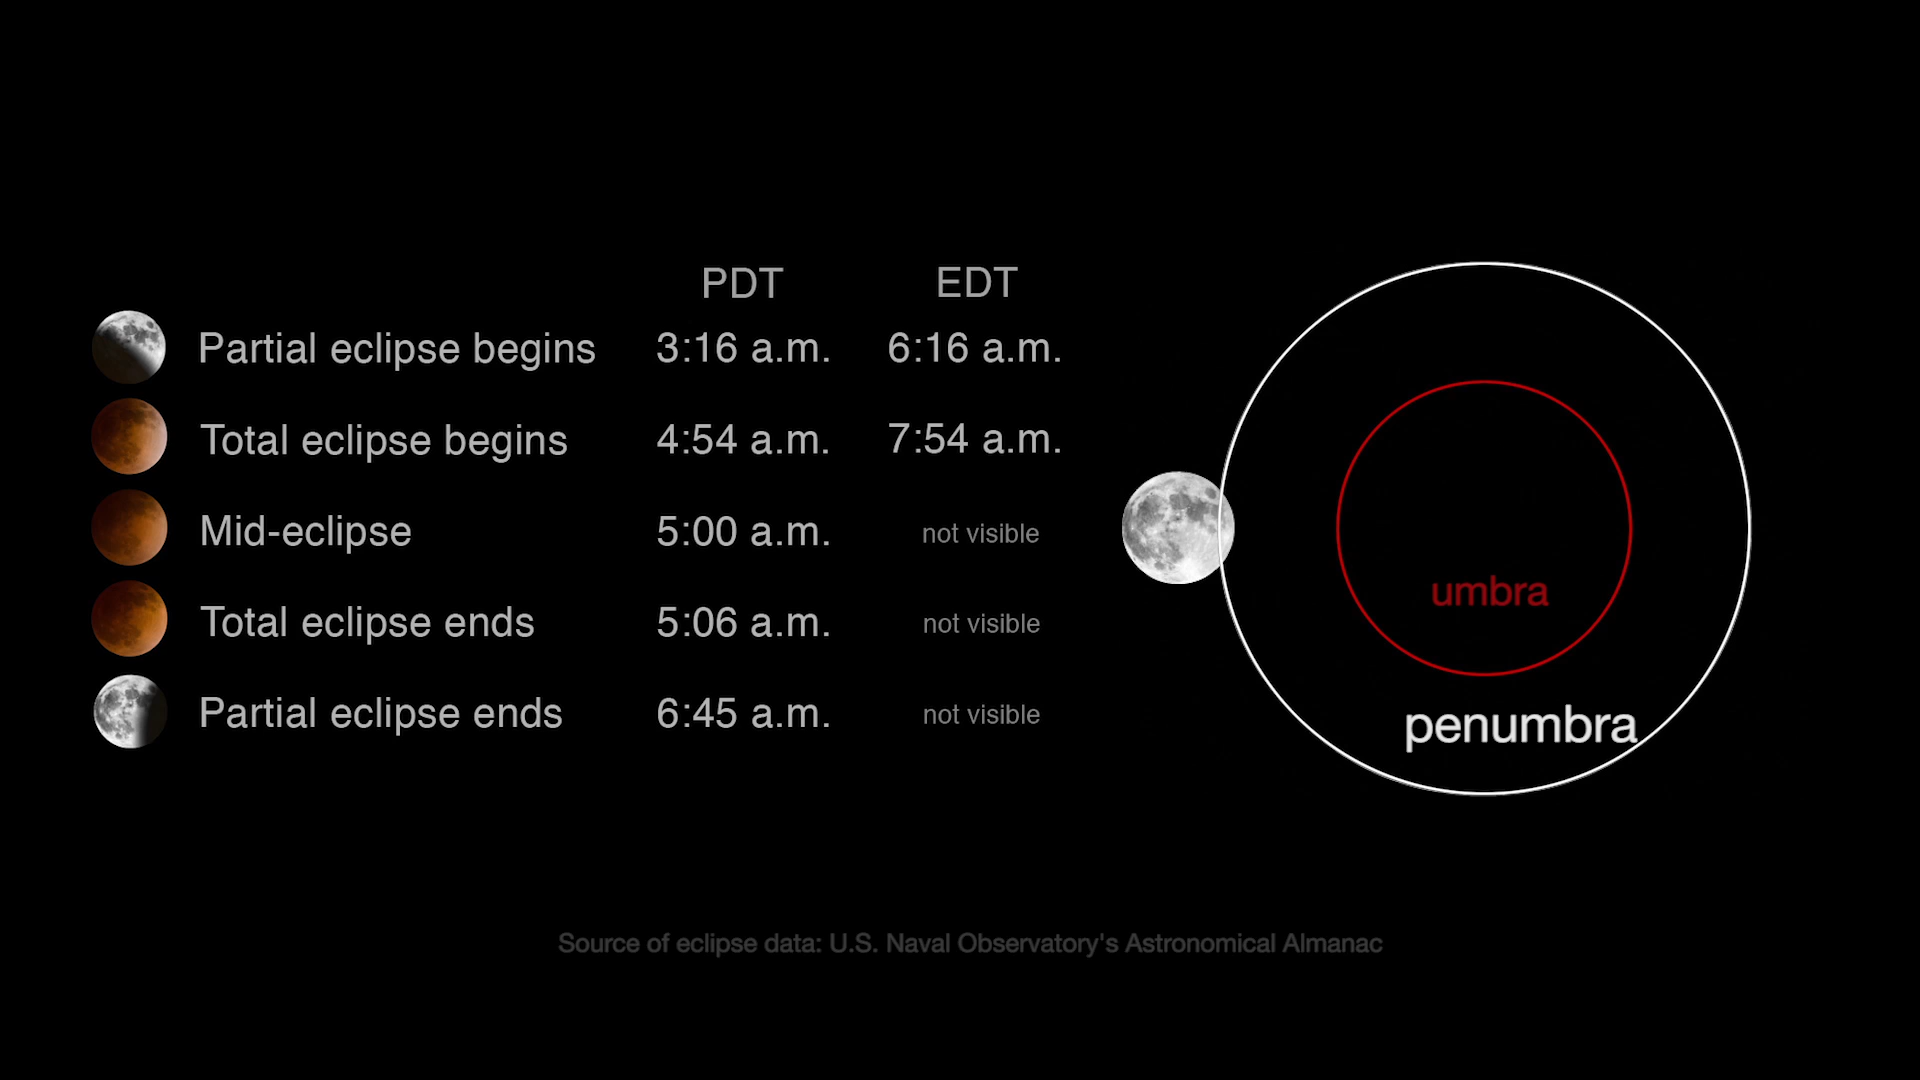 PDT EDT
Partial eclipse begins 3:16 a.m. 6:16 a.m.
Total eclipse begins 4:54 a.m. 7:54 a.m.
Mid-eclipse 5:00 a.m. not visible
Total eclipse ends 5:06 a.m. not visible
Partial eclipse ends 6:45 a.m. not visible
umbra
penumbra
Source of eclipse data: U.S. Naval Observatory's Astronomical Almanac